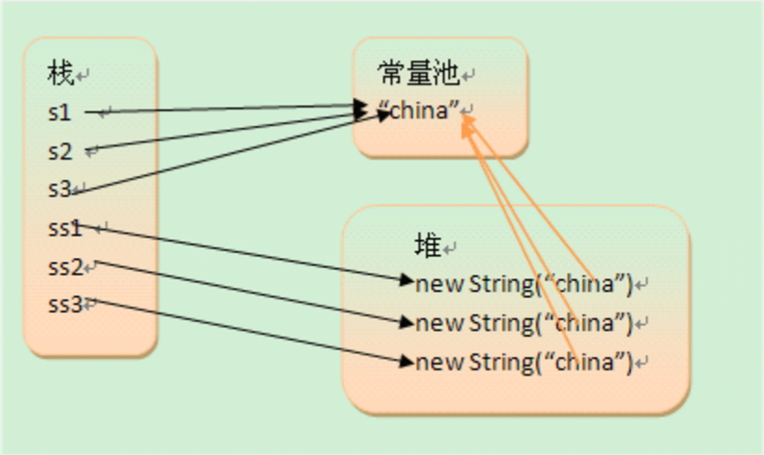 栈
s1
s2
s3
ss1
ss2
ss3
常量池
“china”
堆
new String(“china”)
new String(“china”)
new String(“china”)